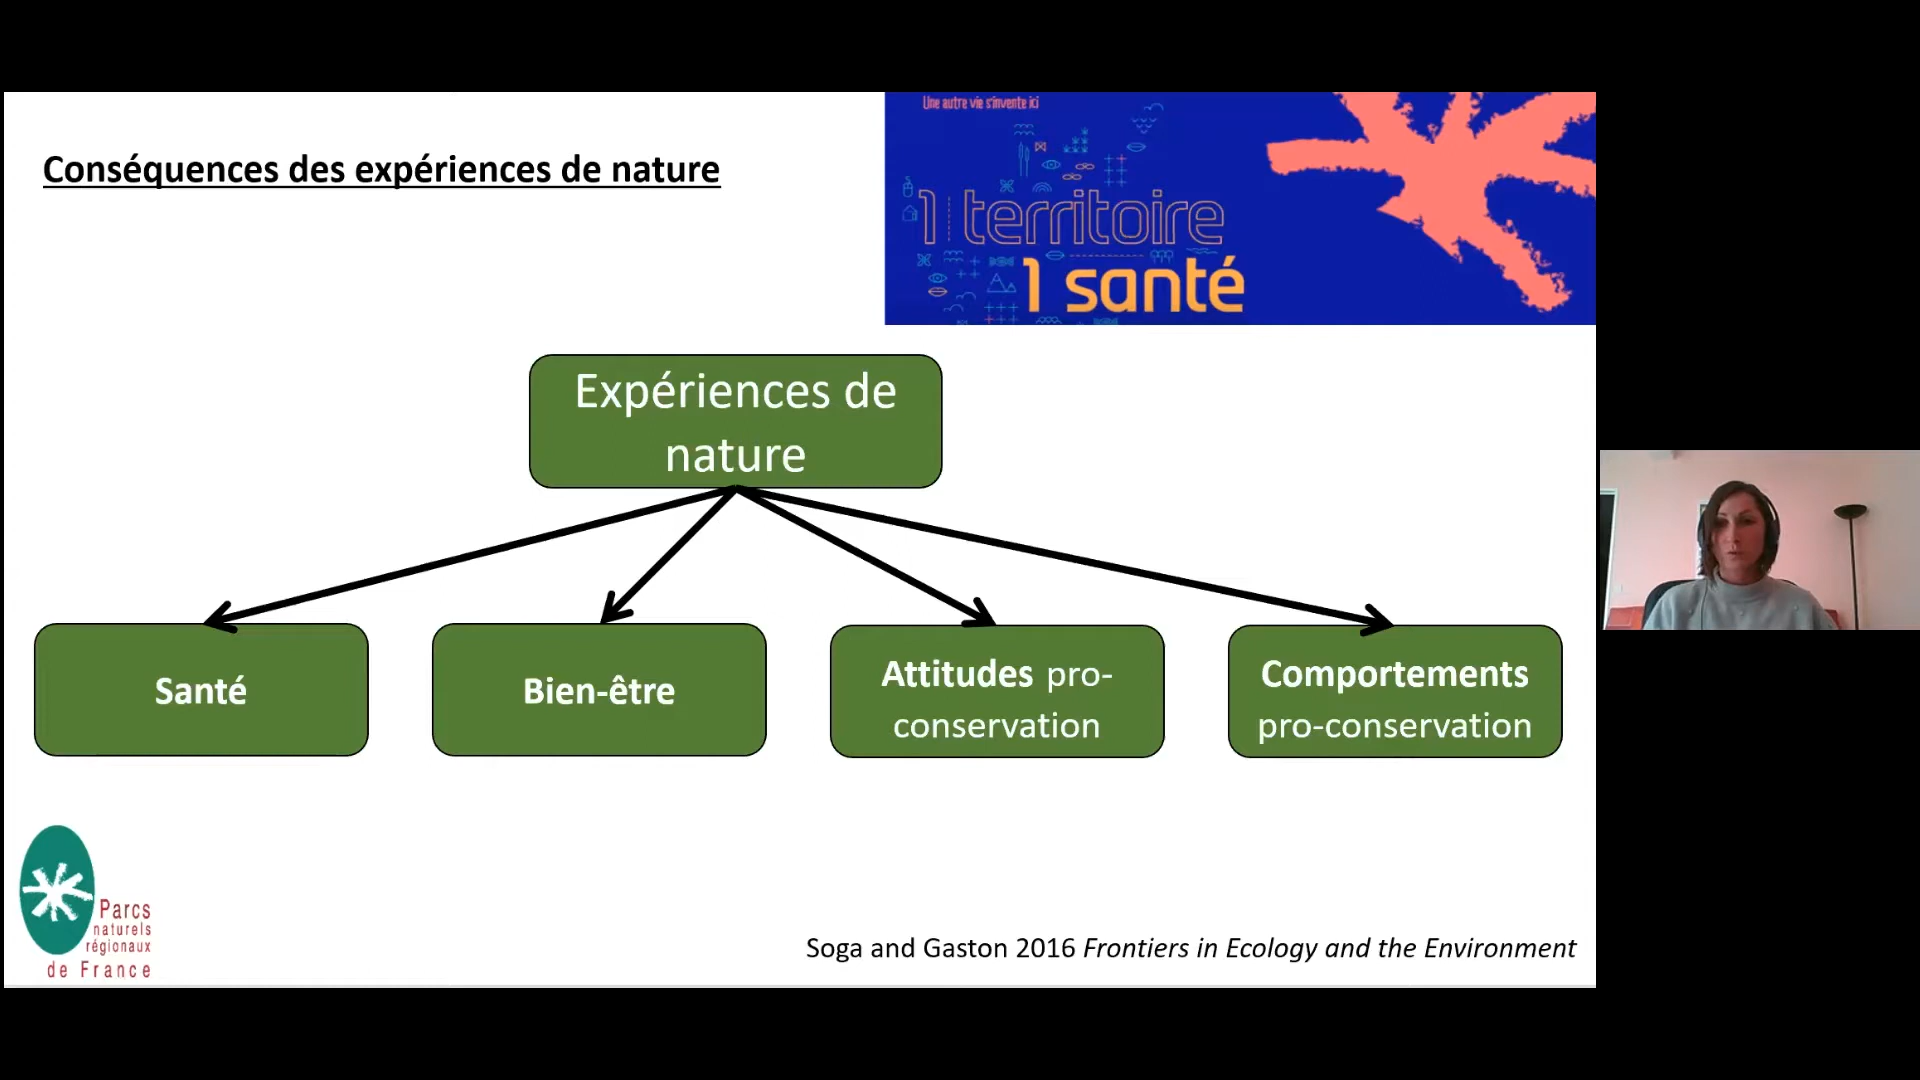 Une autre vie s'invente ici
Conséquences des expériences de nature
1 territoire
1 santé
Expériences de
nature
Santé
Bien-être
Attitudes pro-
conservation
Comportements
pro-conservation
Parcs
naturels
régionaux
de France
Soga and Gaston 2016 Frontiers in Ecology and the Environment